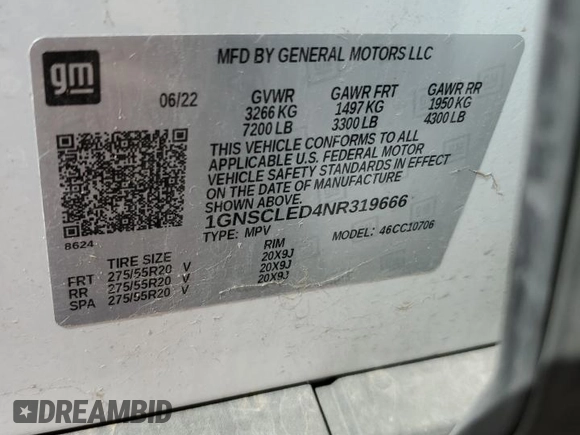 gm
MFD BY GENERAL MOTORS LLC
06/22 GVWR GAWR FRT GAWR RR
3266 KG 1497 KG 1950 KG
7200 LB 3300 LB 4300 LB
THIS VEHICLE CONFORMS TO ALL
APPLICABLE U.S. FEDERAL MOTOR
VEHICLE SAFETY STANDARDS IN EFFECT
ON THE DATE OF MANUFACTURE
SHOWN ABOVE.
1GNSCLED4NR319666
TYPE: MPV MODEL: 46CC10706
8624
TIRE SIZE RIM
FRT 275/55R20 V 20X9J
RR 275/55R20 V 20X9J
SPA 275/55R20 V 20X9J
DREAMBID